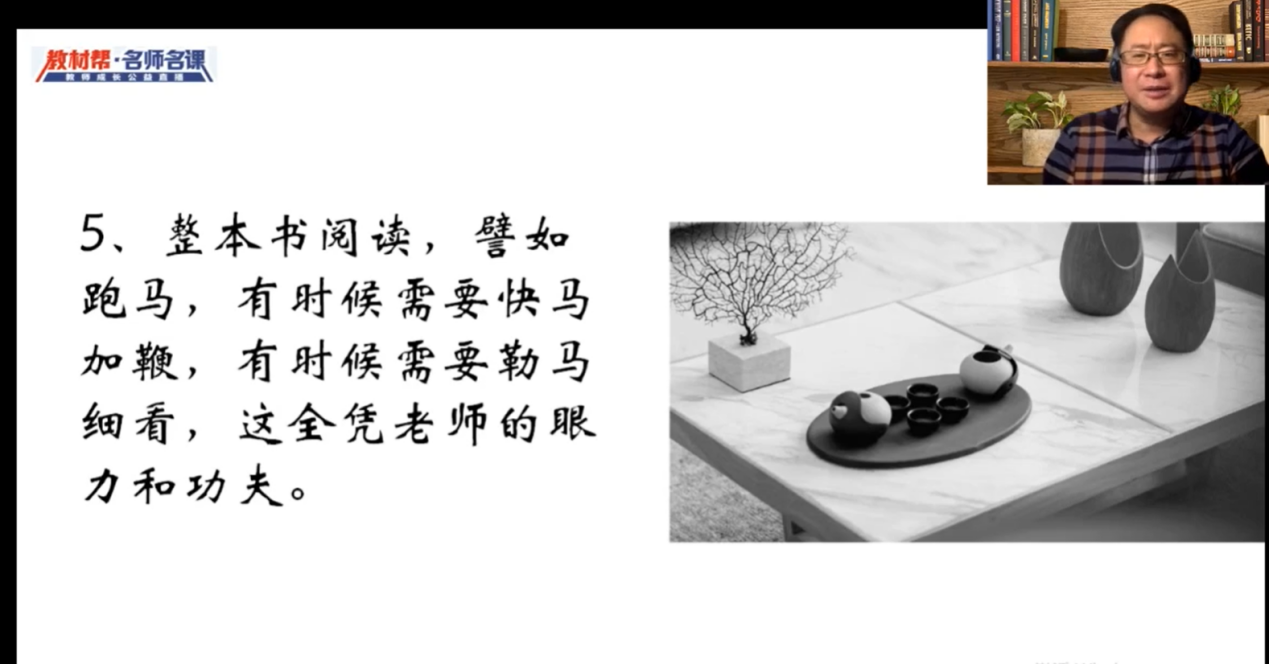 教材帮·名师名课
教师成长公益直播
5、整本书阅读，譬如
跑马，有时候需要快马
加鞭，有时候需要勒马
细看，这全凭老师的眼
力和功夫。